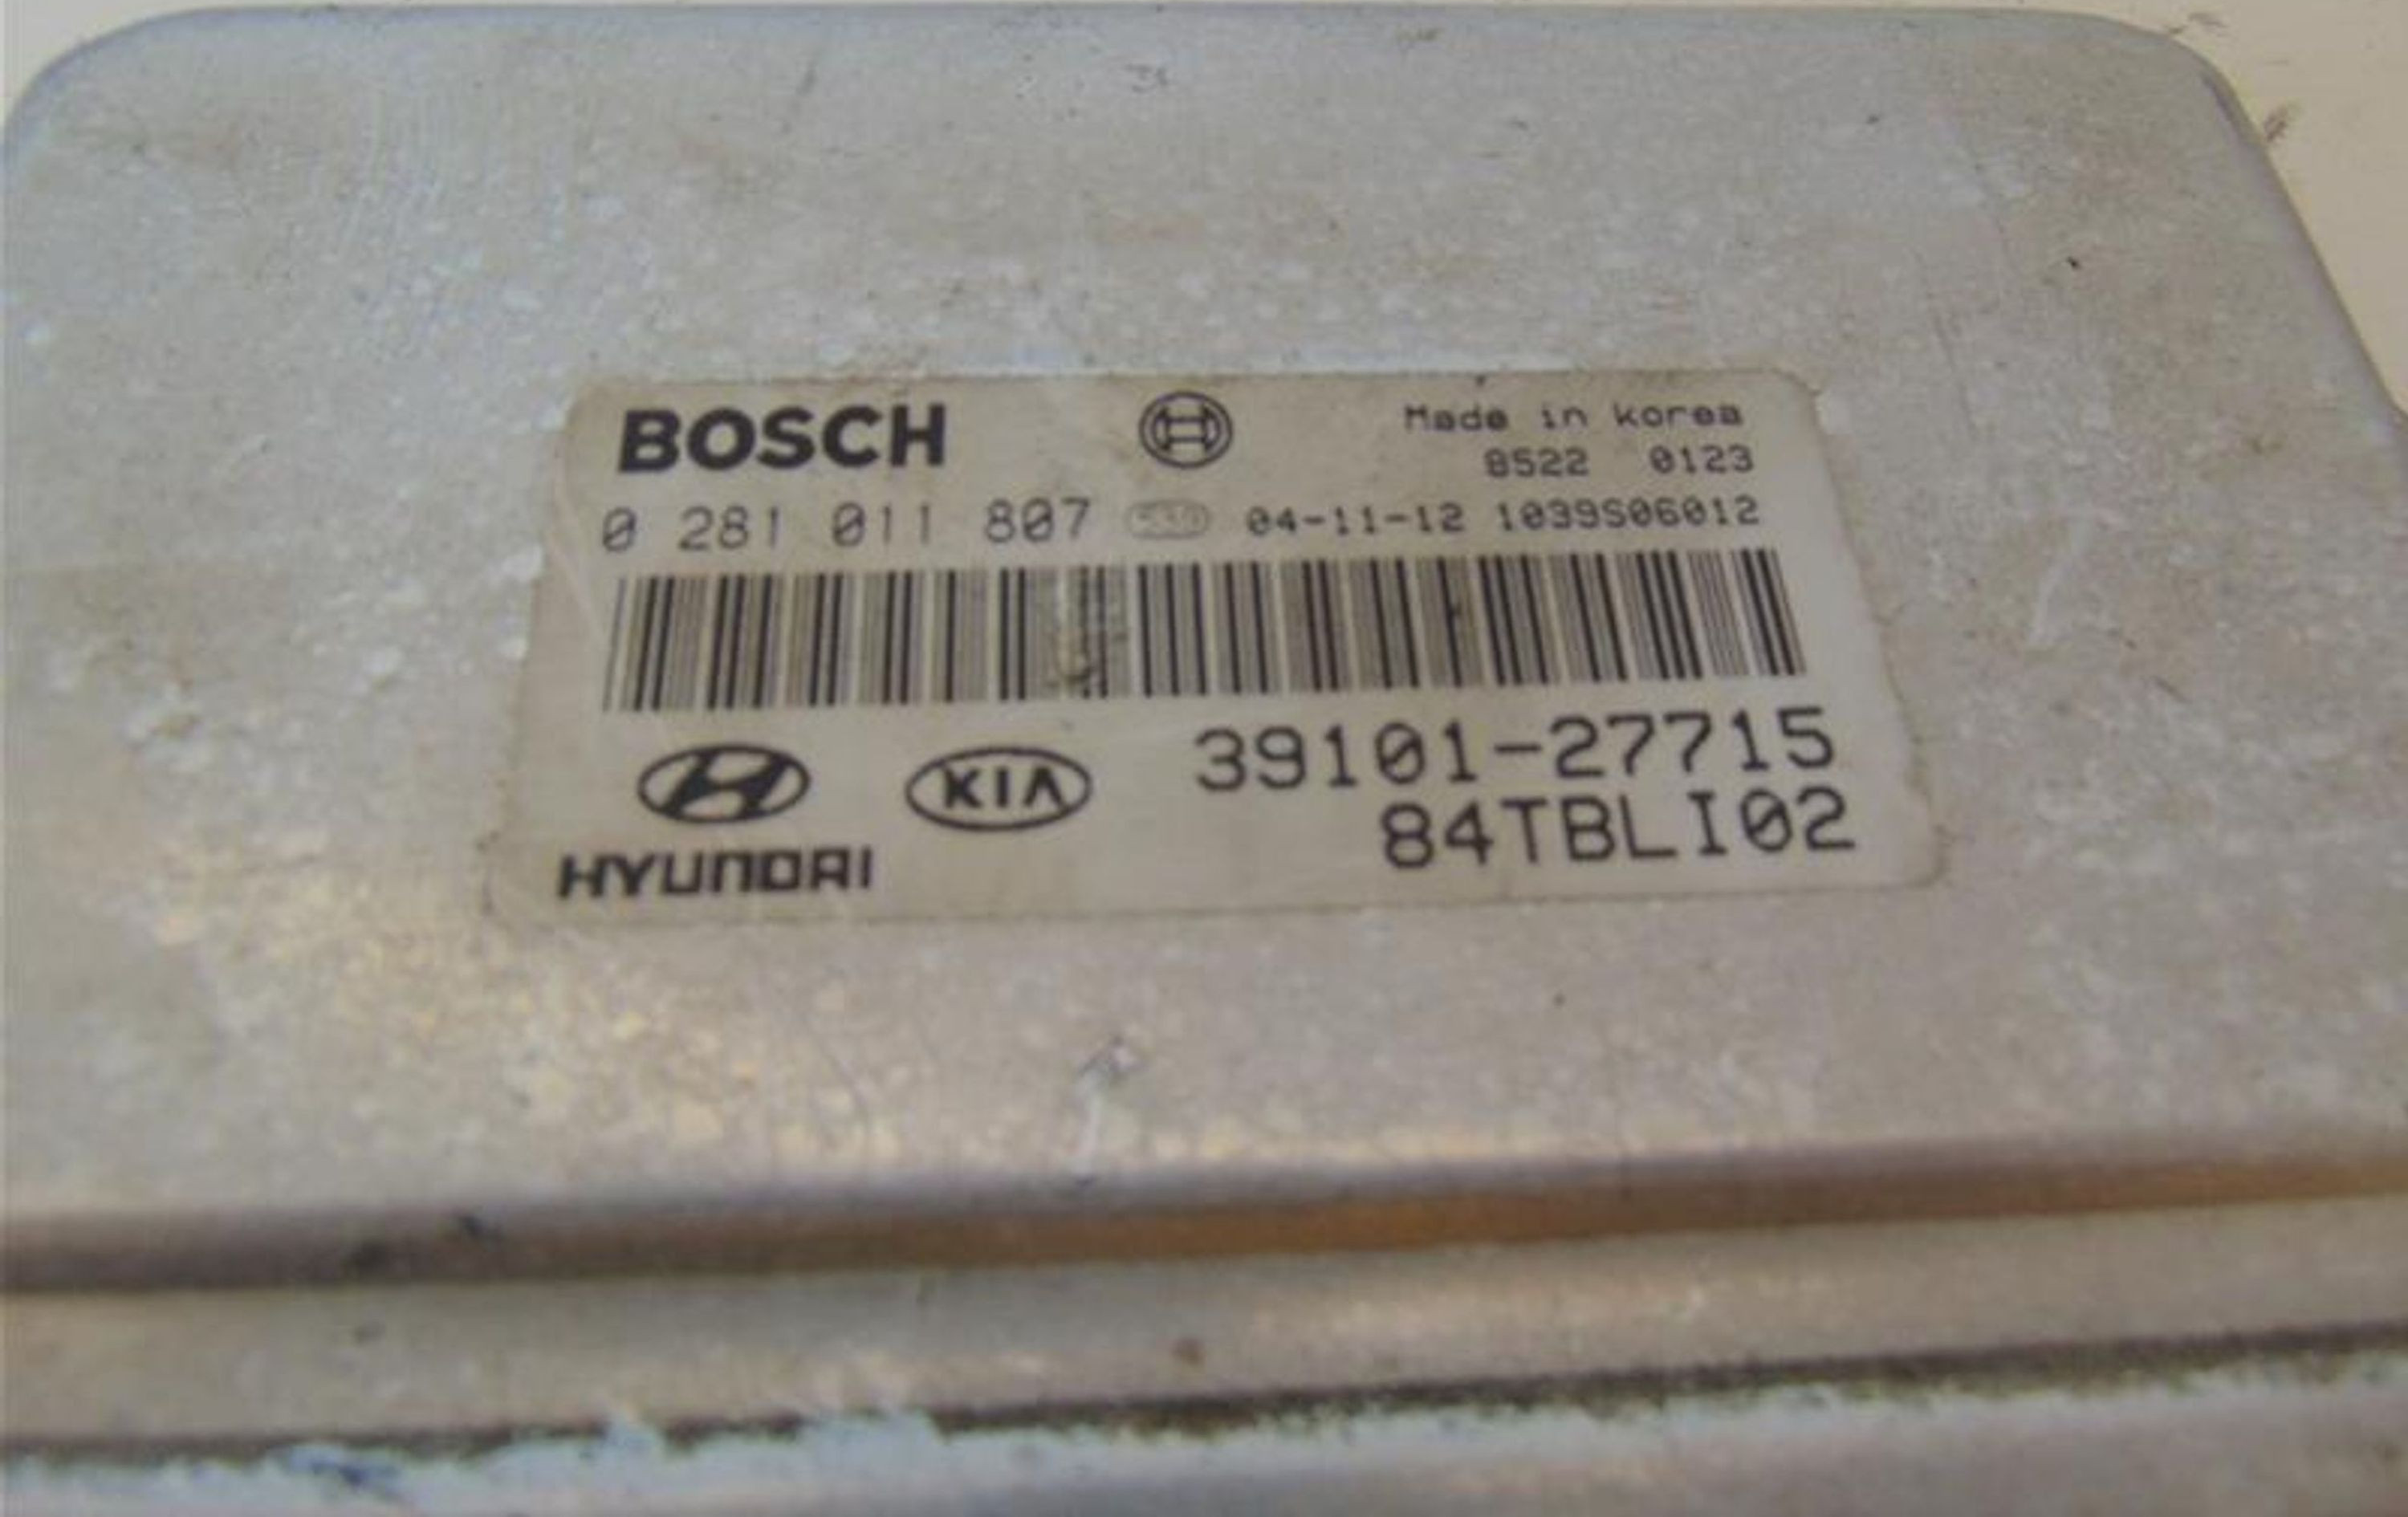 BOSCH
Made in korea
8522 0123
0 281 011 807 04-11-12 1039S06012
KIA
39101-27715
84TBLI02
HYUNDAI